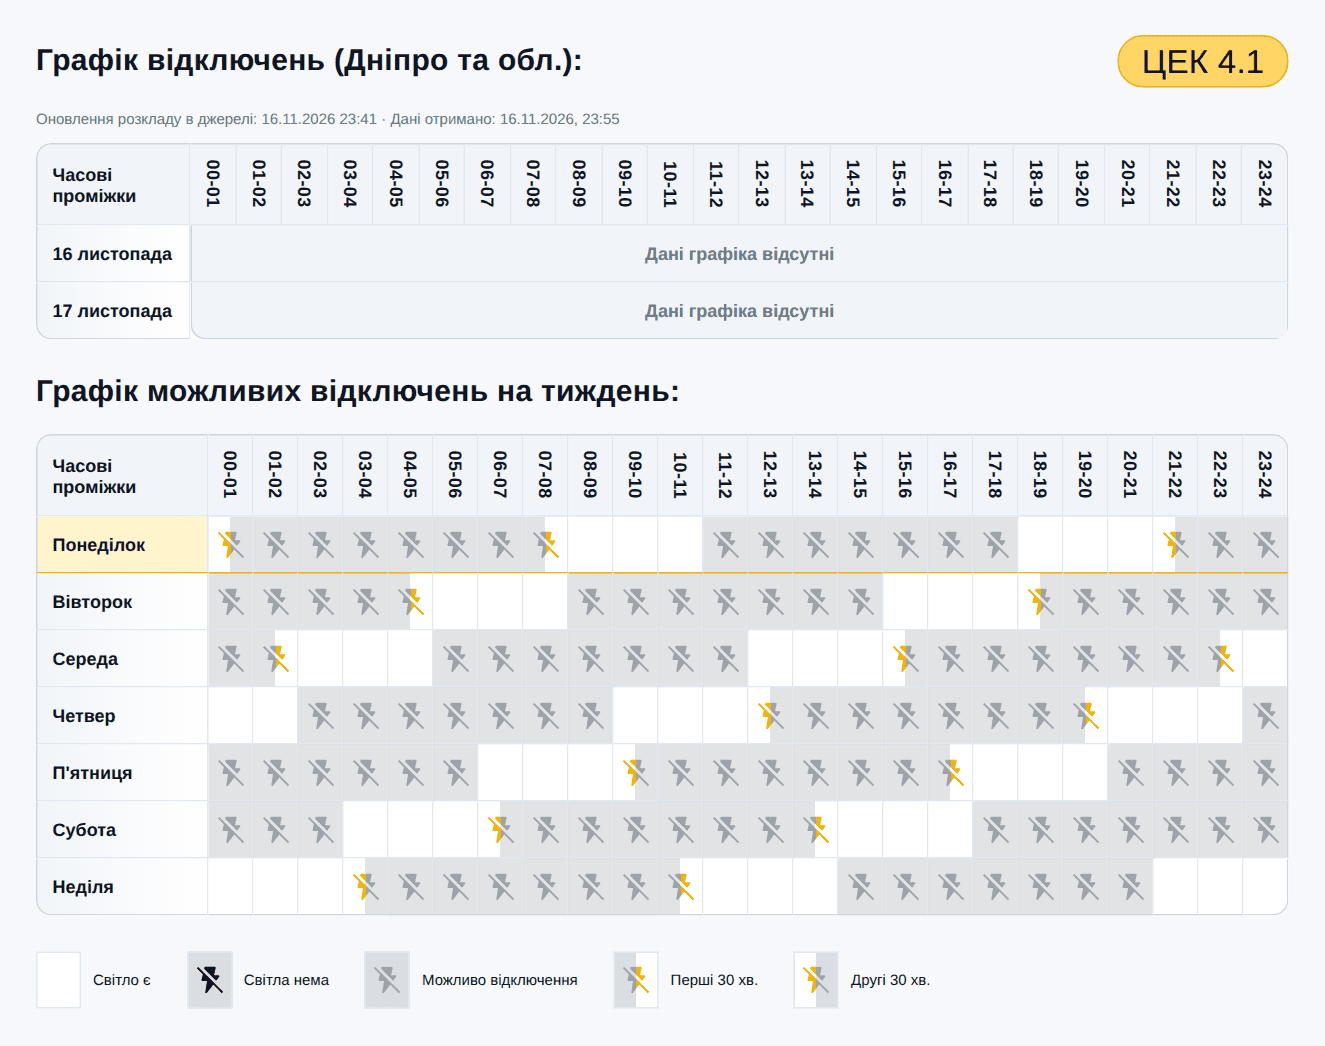 Графік відключень (Дніпро та обл.):
ЦЕК 4.1
Оновлення розкладу в джерелі: 16.11.2026 23:41 · Дані отримано: 16.11.2026, 23:55
Часові проміжки 00-01 01-02 02-03 03-04 04-05 05-06 06-07 07-08 08-09 09-10 10-11 11-12 12-13 13-14 14-15 15-16 16-17 17-18 18-19 19-20 20-21 21-22 22-23 23-24
16 листопада Дані графіка відсутні
17 листопада Дані графіка відсутні
Графік можливих відключень на тиждень:
Часові проміжки 00-01 01-02 02-03 03-04 04-05 05-06 06-07 07-08 08-09 09-10 10-11 11-12 12-13 13-14 14-15 15-16 16-17 17-18 18-19 19-20 20-21 21-22 22-23 23-24
Понеділок
Вівторок
Середа
Четвер
П'ятниця
Субота
Неділя
Світло є Світла нема Можливо відключення Перші 30 хв. Другі 30 хв.